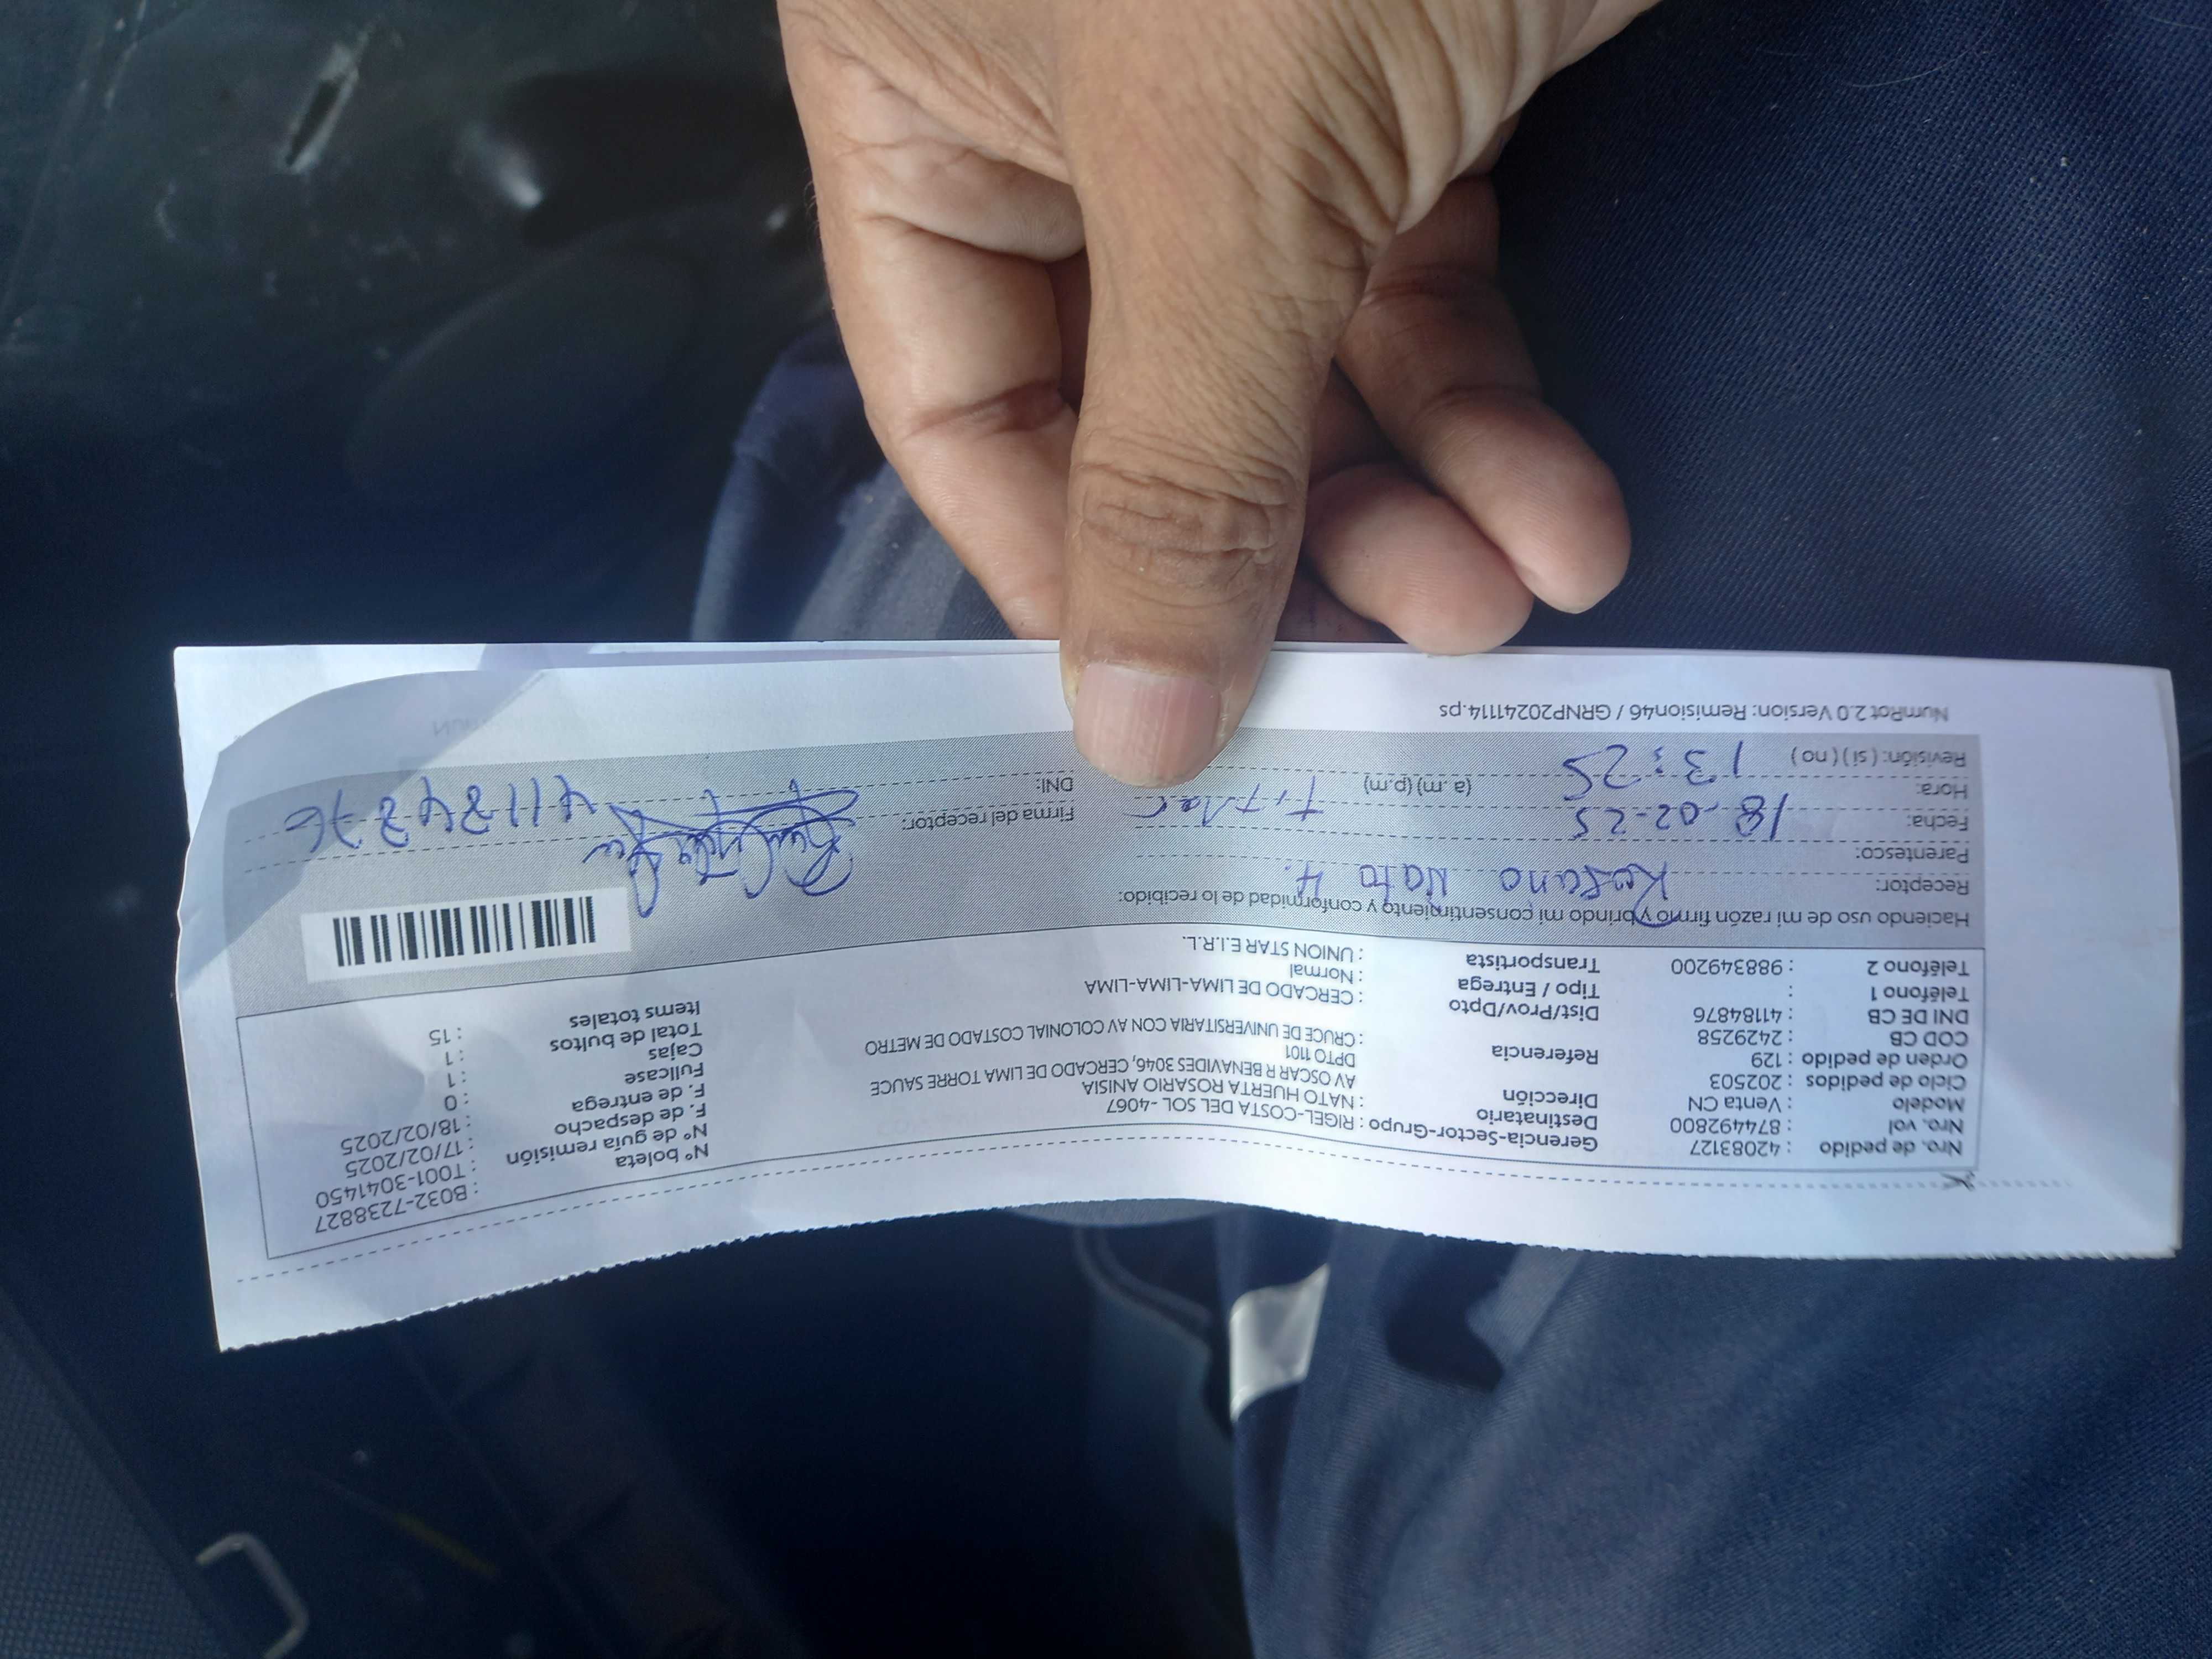 Nro. de pedido : 42083127
Nro. vol : 874492800
Modelo : Venta CN
Ciclo de pedidos : 202503
Orden de pedido : 129
COD CB : 2429258
DNI DE CB : 41184876
Teléfono 1 :
Teléfono 2 : 988349200
Gerencia-Sector-Grupo : RIGEL-COSTA DEL SOL -4067
Destinatario : NATO HUERTA ROSARIO ANISIA
Dirección : AV OSCAR R BENAVIDES 3046, CERCADO DE LIMA TORRE SAUCE
DPTO 1101
Referencia : CRUCE DE UNIVERSITARIA CON AV COLONIAL COSTADO DE METRO
Dist/Prov/Dpto : CERCADO DE LIMA-LIMA-LIMA
Tipo / Entrega : Normal
Transportista : UNION STAR E.I.R.L.
N° boleta : B032-7238827
N° de guía remisión : T001-3041450
F. de despacho : 17/02/2025
F. de entrega : 18/02/2025
Fullcase : 0
Cajas : 1
Total de bultos : 1
Items totales : 15
Haciendo uso de mi razón firmo y brindo mi consentimiento y conformidad de lo recibido:
Receptor: Rosario Nato H.
Parentesco: Titular
Fecha: 18-02-25
Hora: 13:25 (a .m) (p.m)
Revisión: ( si ) ( no )
Firma del receptor:
DNI: 41184876
NumRot 2.0 Version: Remision46 / GRNP20241114.ps